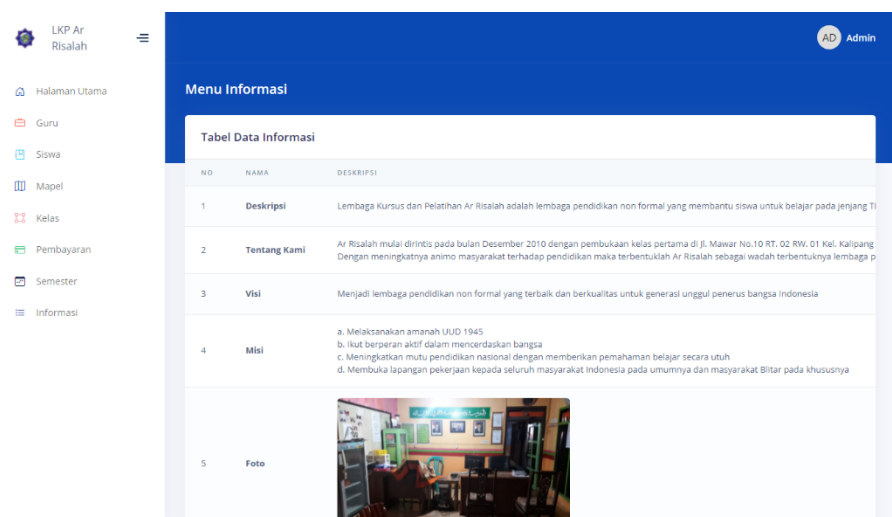 LKP Ar
Risalah
AD Admin
Halaman Utama
Guru
Siswa
Mapel
Kelas
Pembayaran
Semester
Informasi
Menu Informasi
Tabel Data Informasi
NO NAMA DESKRIPSI
1 Deskripsi Lembaga Kursus dan Pelatihan Ar Risalah adalah lembaga pendidikan non formal yang membantu siswa untuk belajar pada jenjang
2 Tentang Kami Ar Risalah mulai dirintis pada bulan Desember 2010 dengan pembukaan kelas pertama di Jl. Mawar No.10 RT. 02 RW. 01 Kel. Kalipang
Dengan meningkatnya animo masyarakat terhadap pendidikan maka terbentuklah Ar Risalah sebagai wadah terbentuknya lembaga p
3 Visi Menjadi lembaga pendidikan non formal yang terbaik dan berkualitas untuk generasi unggul penerus bangsa Indonesia
4 Misi a. Melaksanakan amanah UUD 1945
b. Ikut berperan aktif dalam mencerdaskan bangsa
c. Meningkatkan mutu pendidikan nasional dengan memberikan pemahaman belajar secara utuh
d. Membuka lapangan pekerjaan kepada seluruh masyarakat Indonesia pada umumnya dan masyarakat Blitar pada khususnya
5 Foto